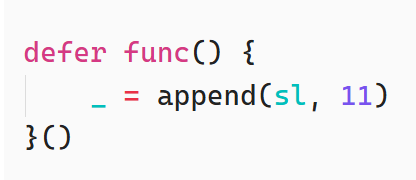 defer func() {
    _ = append(sl, 11)
}()